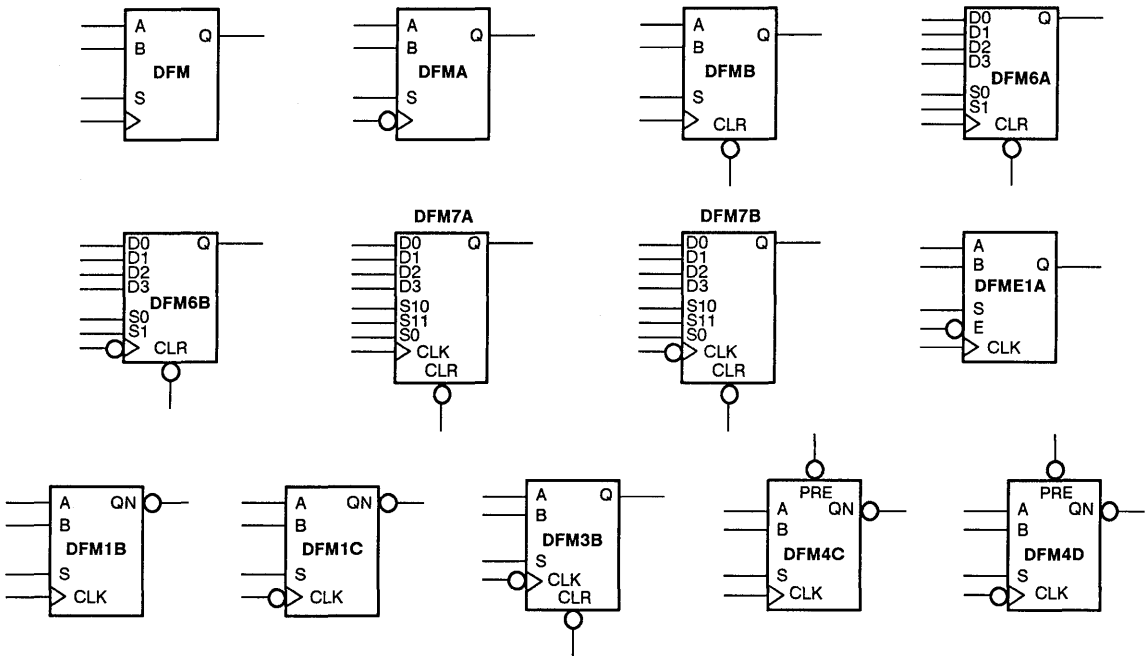 A
B
Q
DFM
S
A
B
Q
DFMA
S
A
B
Q
DFMB
S
CLR
D0
D1
D2
D3
Q
DFM6A
S0
S1
CLR
D0
D1
D2
D3
Q
DFM6B
S0
S1
CLR
DFM7A
D0
D1
D2
D3
Q
S10
S11
S0
CLK
CLR
DFM7B
D0
D1
D2
D3
Q
S10
S11
S0
CLK
CLR
A
B
Q
DFME1A
S
E
CLK
A
B
QN
DFM1B
S
CLK
A
B
QN
DFM1C
S
CLK
A
B
Q
DFM3B
S
CLK
CLR
PRE
A
B
QN
DFM4C
S
CLK
PRE
A
B
QN
DFM4D
S
CLK